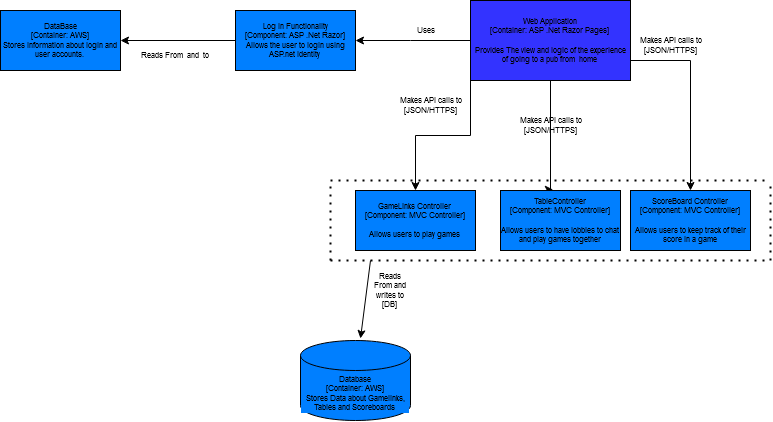 DataBase
[Container: AWS]
Stores Information about login and
user accounts.
Reads From and to
Log In Functionality
[Component: ASP .Net Razor]
Allows the user to login using
ASP.net Identity
Uses
Web Application
[Container: ASP .Net Razor Pages]
Provides The view and logic of the experience
of going to a pub from home
Makes API calls to
[JSON/HTTPS]
Makes API calls to
[JSON/HTTPS]
Makes API calls to
[JSON/HTTPS]
GameLinks Controller
[Component: MVC Controller]
Allows users to play games
TableController
[Component: MVC Controller]
Allows users to have lobbies to chat
and play games together
ScoreBoard Controller
[Component: MVC Controller]
Allows users to keep track of their
score in a game
Reads
From and
writes to
[DB]
Database
[Container: AWS]
Stores Data about Gamelinks,
Tables and Scoreboards